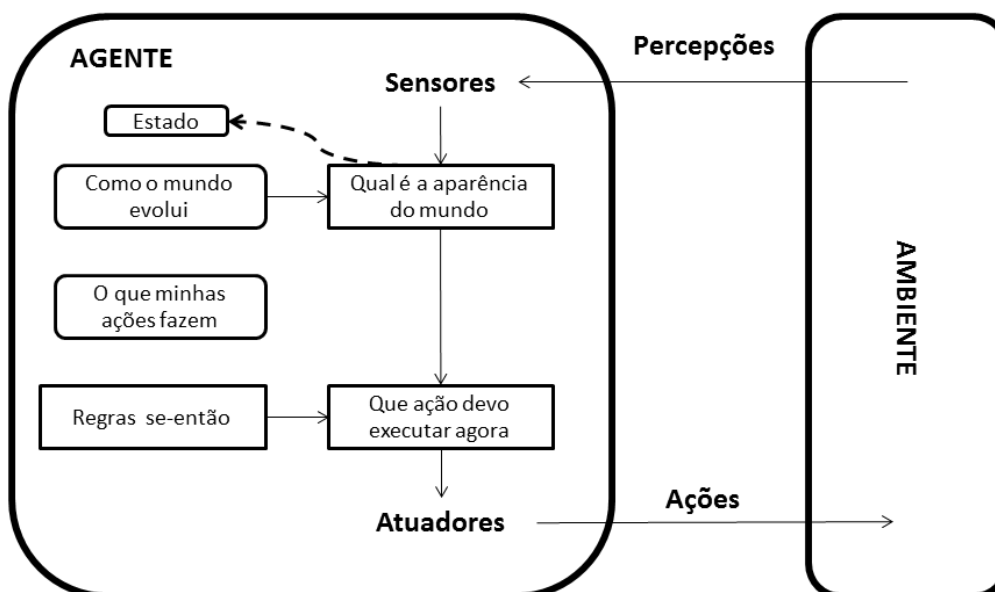 AGENTE
Percepções
Sensores
Estado
Como o mundo
evolui
Qual é a aparência
do mundo
O que minhas
ações fazem
AMBIENTE
Regras se-então
Que ação devo
executar agora
Ações
Atuadores